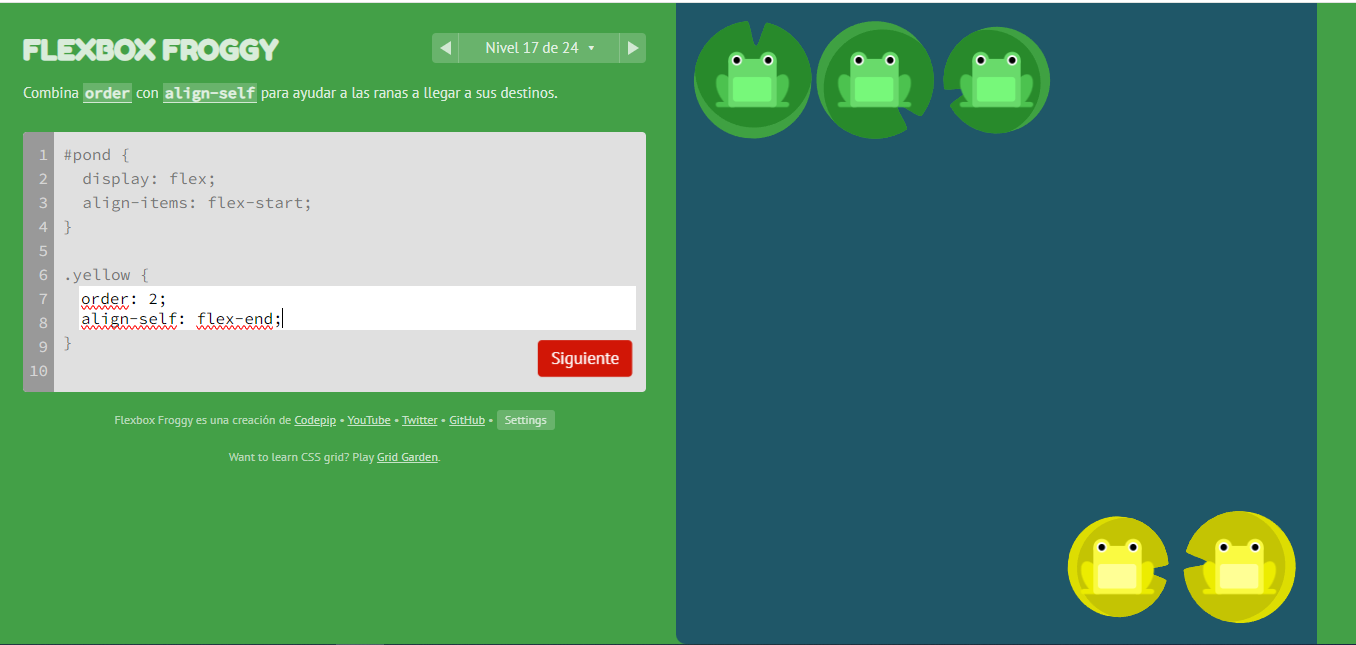 FLEXBOX FROGGY
◀ Nivel 17 de 24 ▾ ▶
Combina order con align-self para ayudar a las ranas a llegar a sus destinos.
1 #pond {
2 display: flex;
3 align-items: flex-start;
4 }
5
6 .yellow {
7 order: 2;
8 align-self: flex-end;
9 }
10
Siguiente
Flexbox Froggy es una creación de Codepip • YouTube • Twitter • GitHub • Settings
Want to learn CSS grid? Play Grid Garden.